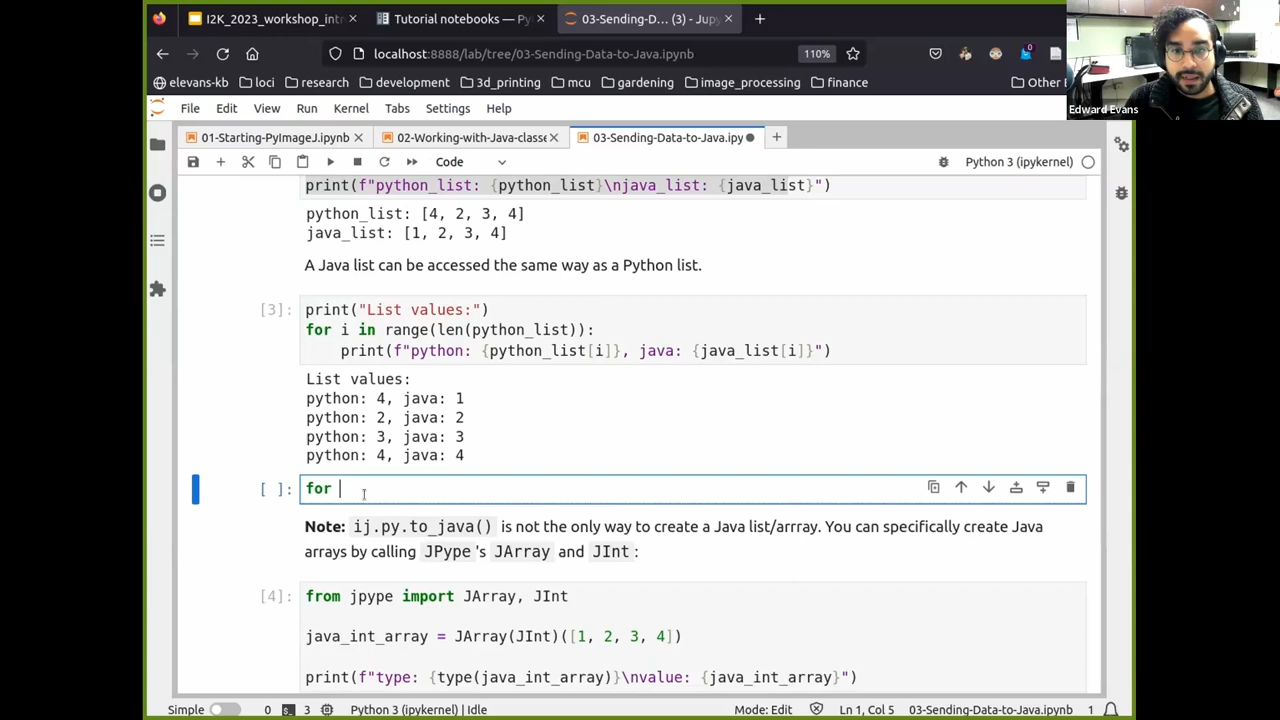 I2K_2023_workshop_int
Tutorial notebooks — Py
03-Sending-D… (3) - Jup
localhost:8888/lab/tree/03-Sending-Data-to-Java.ipynb
110%
elevans-kb
loci
research
3d_printing
mcu
gardening
image_processing
finance
Other
Edward Evans
File Edit View Run Kernel Tabs Settings Help
01-Starting-PyImageJ.ipynb
02-working-with-Java-classe
03-Sending-Data-to-Java.ipy
Code
Python 3 (ipykernel)
print(f"python_list: {python_list}\njava_list: {java_list}")
python_list: [4, 2, 3, 4]
java_list: [1, 2, 3, 4]
A Java list can be accessed the same way as a Python list.
[3]: print("List values:")
for i in range(len(python_list)):
print(f"python: {python_list[i]}, java: {java_list[i]}")
List values:
python: 4, java: 1
python: 2, java: 2
python: 3, java: 3
python: 4, java: 4
[ ]: for
Note: ij.py.to_java() is not the only way to create a Java list/arrray. You can specifically create Java
arrays by calling JPype 's JArray and JInt :
[4]: from jpype import JArray, JInt
java_int_array = JArray(JInt)([1, 2, 3, 4])
print(f"type: {type(java_int_array)}\nvalue: {java_int_array}")
Simple 0 3 Python 3 (ipykernel) | Idle Mode: Edit Ln 1, Col 5 03-Sending-Data-to-Java.ipynb 1